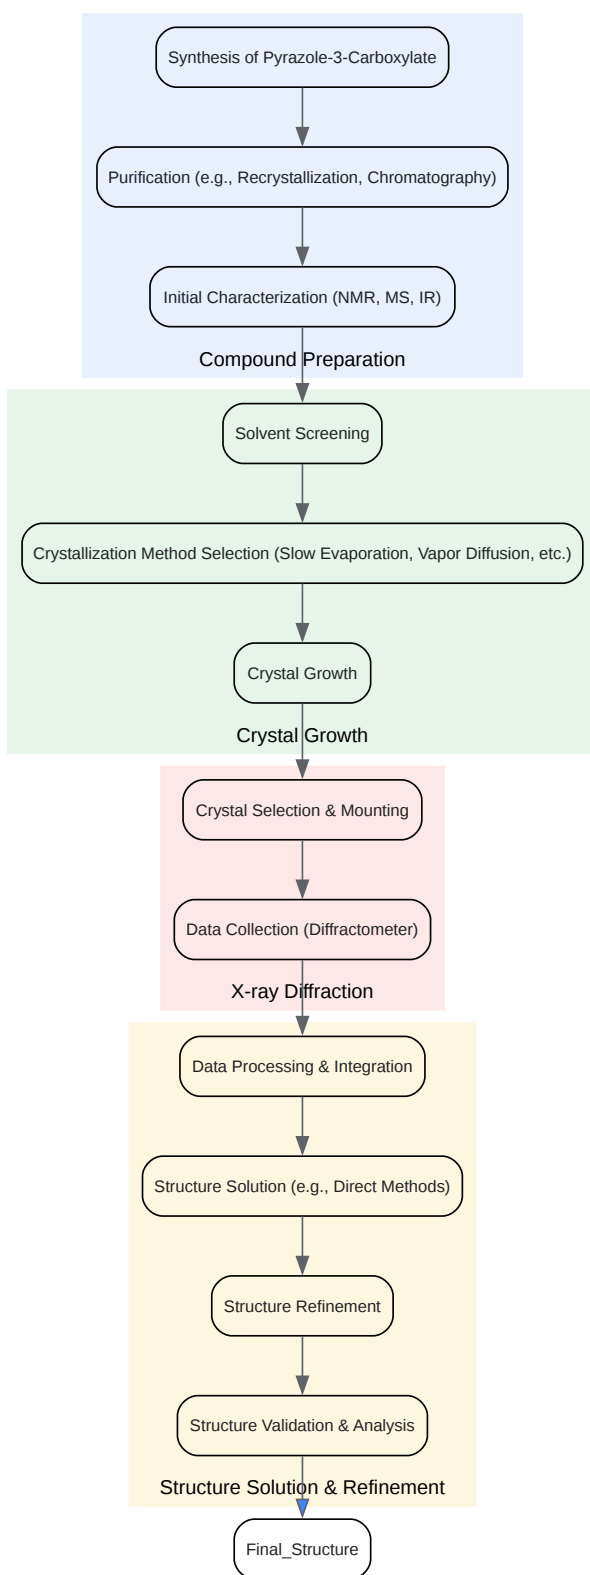 Synthesis of Pyrazole-3-Carboxylate
Purification (e.g., Recrystallization, Chromatography)
Initial Characterization (NMR, MS, IR)
Compound Preparation
Solvent Screening
Crystallization Method Selection (Slow Evaporation, Vapor Diffusion, etc.)
Crystal Growth
Crystal Growth
Crystal Selection & Mounting
Data Collection (Diffractometer)
X-ray Diffraction
Data Processing & Integration
Structure Solution (e.g., Direct Methods)
Structure Refinement
Structure Validation & Analysis
Structure Solution & Refinement
Final_Structure